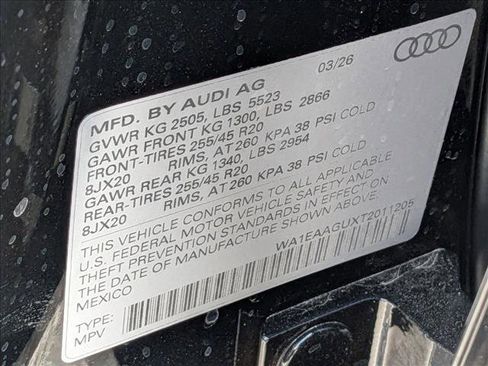 MFD. BY AUDI AG 03/26
GVWR KG 2505, LBS 5523
GAWR FRONT KG 1300, LBS 2866
FRONT-TIRES 255/45 R20
8JX20 RIMS, AT 260 KPA 38 PSI COLD
GAWR REAR KG 1340, LBS 2954
REAR-TIRES 255/45 R20
8JX20 RIMS, AT 260 KPA 38 PSI COLD
THIS VEHICLE CONFORMS TO ALL APPLICABLE
U.S. FEDERAL MOTOR VEHICLE SAFETY AND
THEFT PREVENTION STANDARDS IN EFFECT ON
THE DATE OF MANUFACTURE SHOWN ABOVE.
MEXICO WA1EAAGUXT2011205
TYPE:
MPV